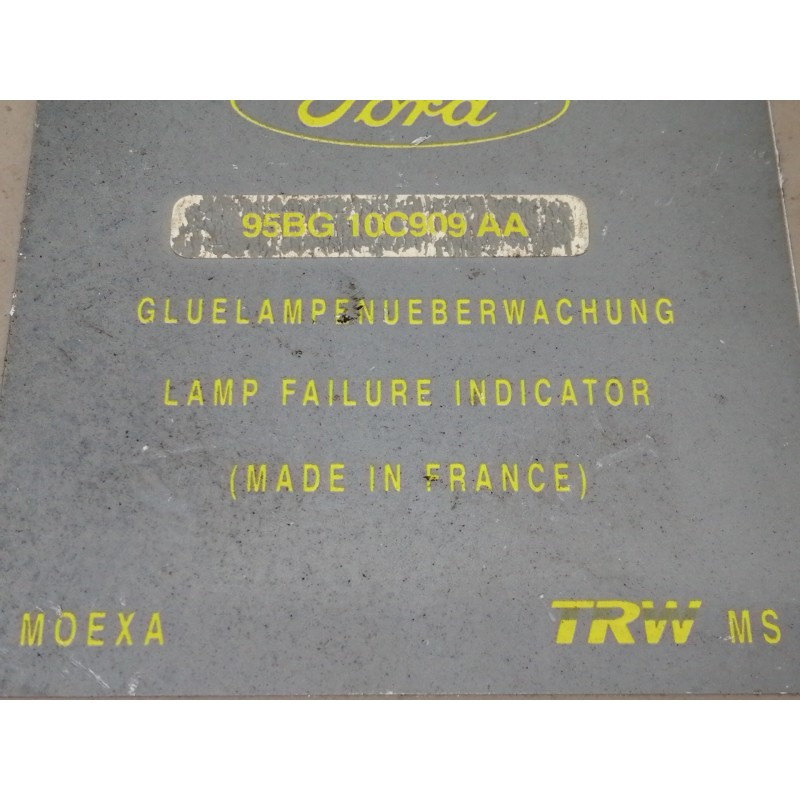 Ford
95BG 10C909 AA
GLUELAMPENUEBERWACHUNG
LAMP FAILURE INDICATOR
(MADE IN FRANCE)
MOEXA
TRW MS